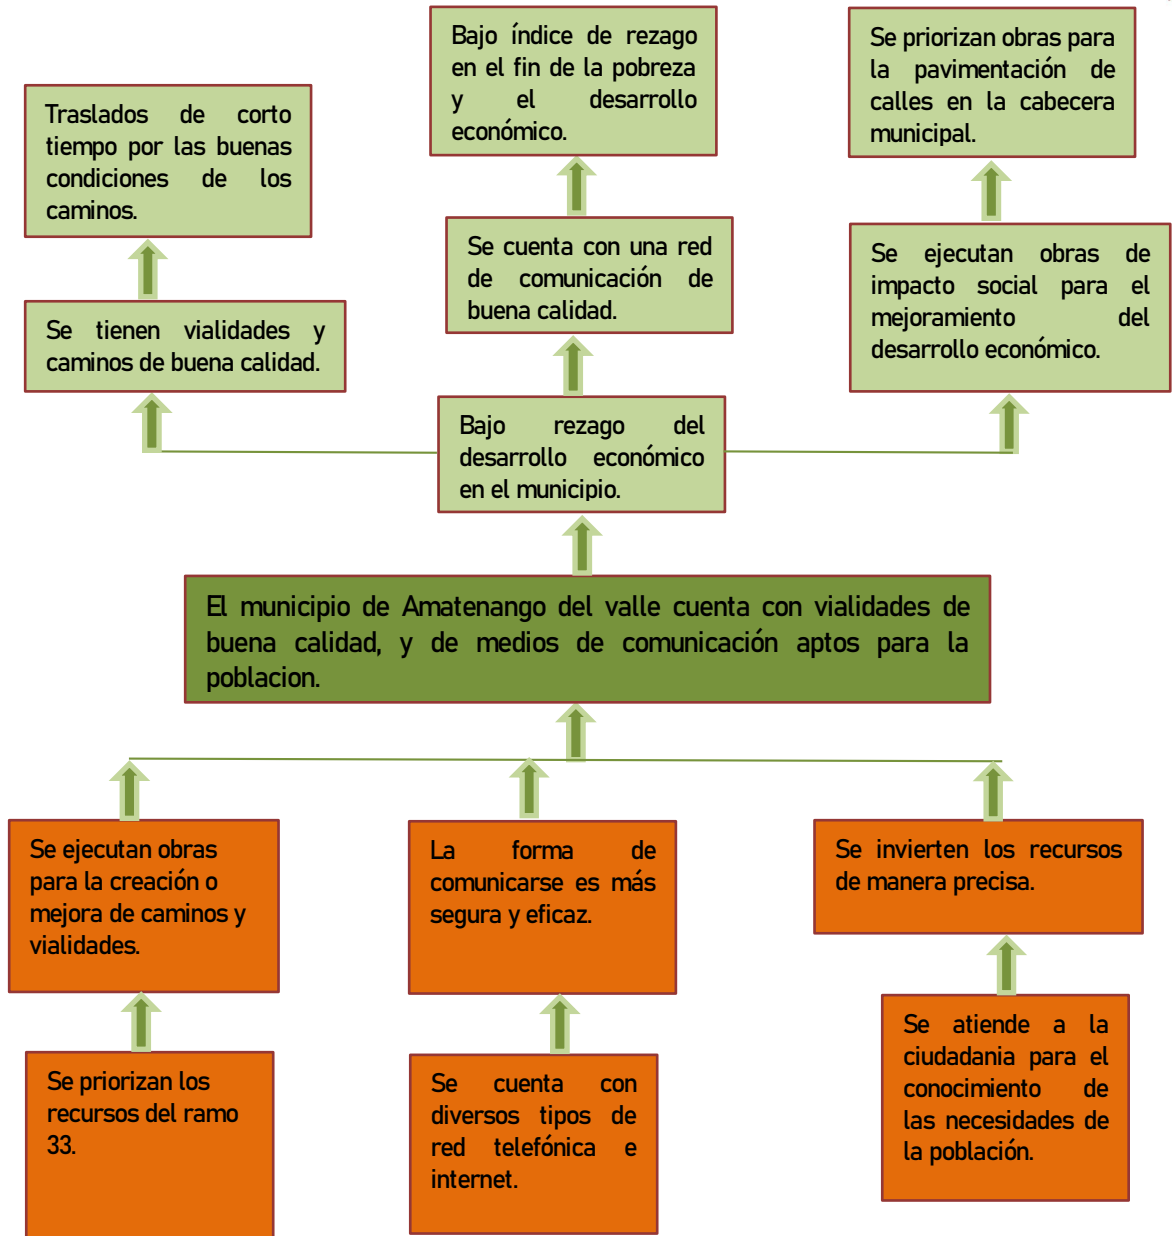 Bajo índice de rezago
en el fin de la pobreza
y el desarrollo
económico.
Se priorizan obras para
la pavimentación de
calles en la cabecera
municipal.
Traslados de corto
tiempo por las buenas
condiciones de los
caminos.
Se cuenta con una red
de comunicación de
buena calidad.
Se ejecutan obras de
impacto social para el
mejoramiento del
desarrollo económico.
Se tienen vialidades y
caminos de buena calidad.
Bajo rezago del
desarrollo económico
en el municipio.
El municipio de Amatenango del valle cuenta con vialidades de
buena calidad, y de medios de comunicación aptos para la
poblacion.
Se ejecutan obras
para la creación o
mejora de caminos y
vialidades.
La forma de
comunicarse es más
segura y eficaz.
Se invierten los recursos
de manera precisa.
Se priorizan los
recursos del ramo
33.
Se cuenta con
diversos tipos de
red telefónica e
internet.
Se atiende a la
ciudadania para el
conocimiento de
las necesidades de
la población.